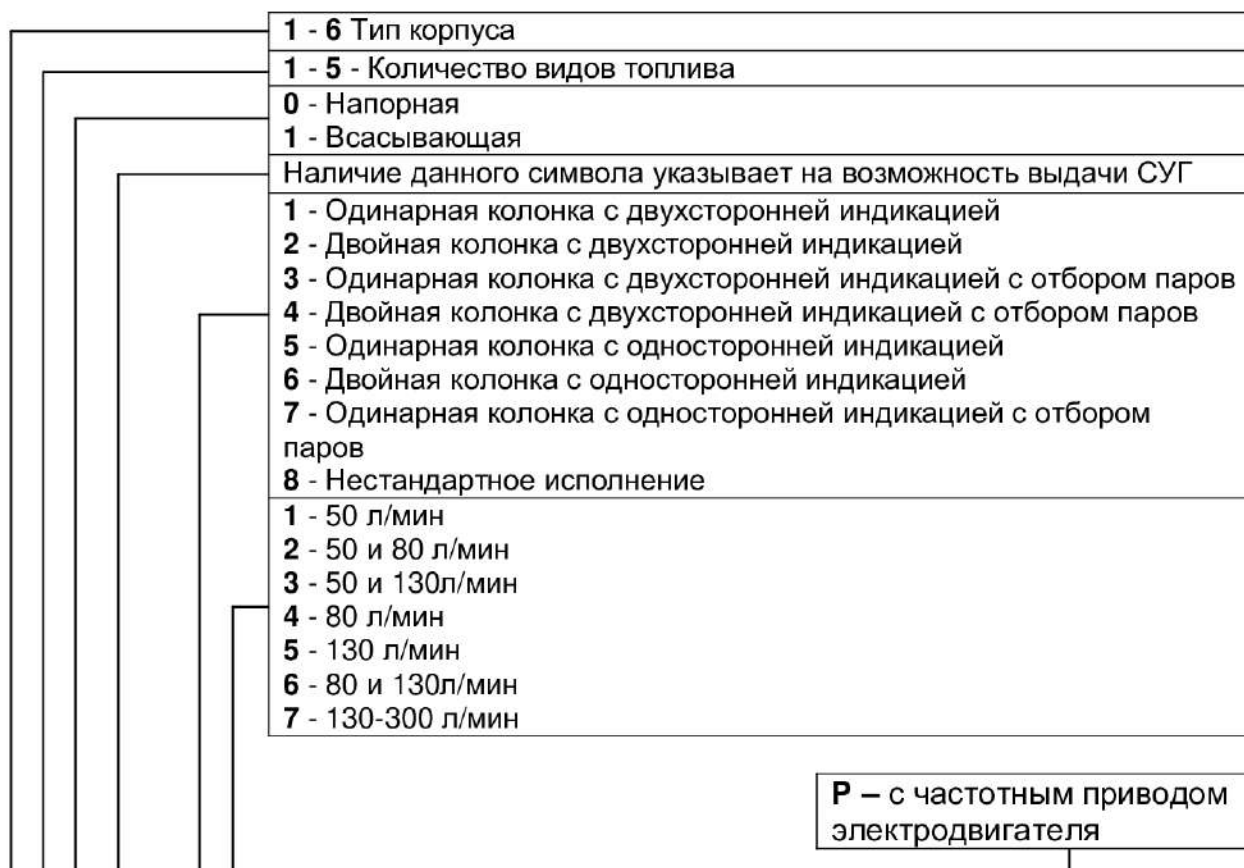 1 - 6 Тип корпуса
1 - 5 - Количество видов топлива
0 - Напорная
1 - Всасывающая
Наличие данного символа указывает на возможность выдачи СУГ
1 - Одинарная колонка с двухсторонней индикацией
2 - Двойная колонка с двухсторонней индикацией
3 - Одинарная колонка с двухсторонней индикацией с отбором паров
4 - Двойная колонка с двухсторонней индикацией с отбором паров
5 - Одинарная колонка с односторонней индикацией
6 - Двойная колонка с односторонней индикацией
7 - Одинарная колонка с односторонней индикацией с отбором
паров
8 - Нестандартное исполнение
1 - 50 л/мин
2 - 50 и 80 л/мин
3 - 50 и 130л/мин
4 - 80 л/мин
5 - 130 л/мин
6 - 80 и 130л/мин
7 - 130-300 л/мин
Р – с частотным приводом
электродвигателя